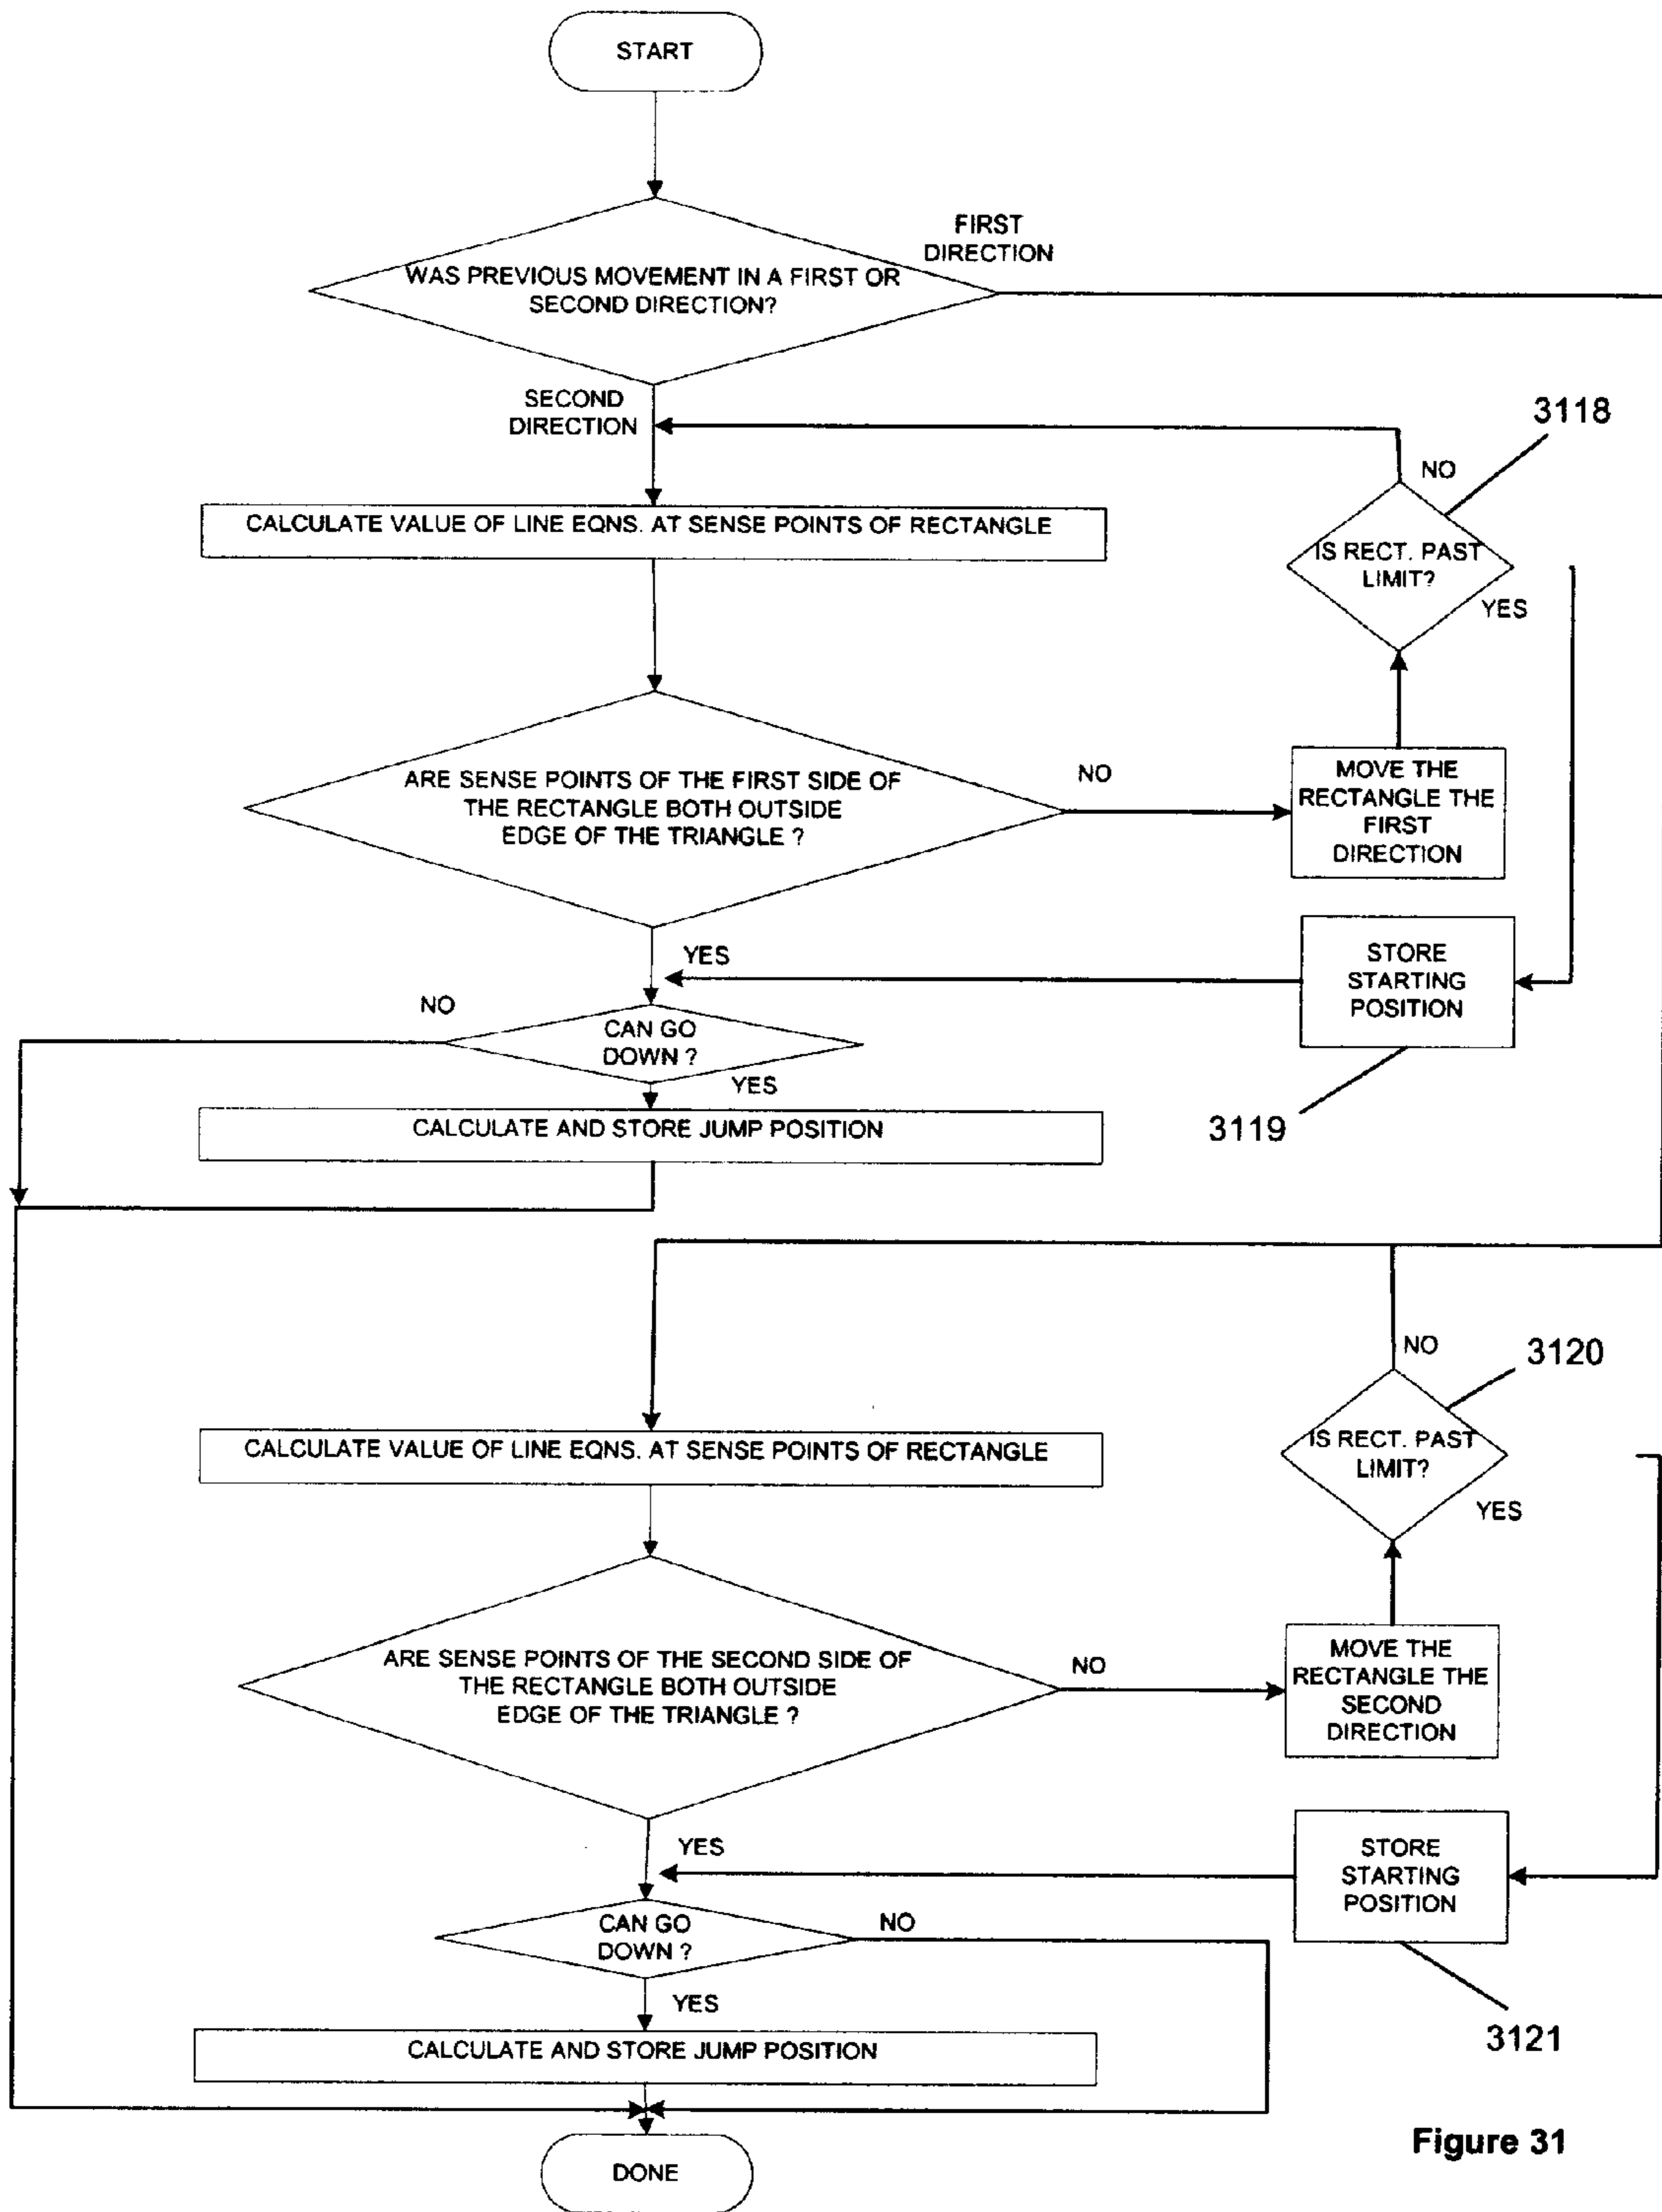 START
FIRST
DIRECTION
WAS PREVIOUS MOVEMENT IN A FIRST OR
SECOND DIRECTION?
SECOND
DIRECTION
3118
NO
CALCULATE VALUE OF LINE EQNS. AT SENSE POINTS OF RECTANGLE
IS RECT. PAST
LIMIT?
YES
ARE SENSE POINTS OF THE FIRST SIDE OF
THE RECTANGLE BOTH OUTSIDE
EDGE OF THE TRIANGLE ?
NO
MOVE THE
RECTANGLE THE
FIRST
DIRECTION
YES
STORE
STARTING
POSITION
NO
CAN GO
DOWN ?
YES
CALCULATE AND STORE JUMP POSITION
3119
NO
3120
CALCULATE VALUE OF LINE EQNS. AT SENSE POINTS OF RECTANGLE
IS RECT. PAST
LIMIT?
YES
ARE SENSE POINTS OF THE SECOND SIDE OF
THE RECTANGLE BOTH OUTSIDE
EDGE OF THE TRIANGLE ?
NO
MOVE THE
RECTANGLE THE
SECOND
DIRECTION
YES
STORE
STARTING
POSITION
CAN GO
DOWN ?
NO
YES
3121
CALCULATE AND STORE JUMP POSITION
Figure 31
DONE